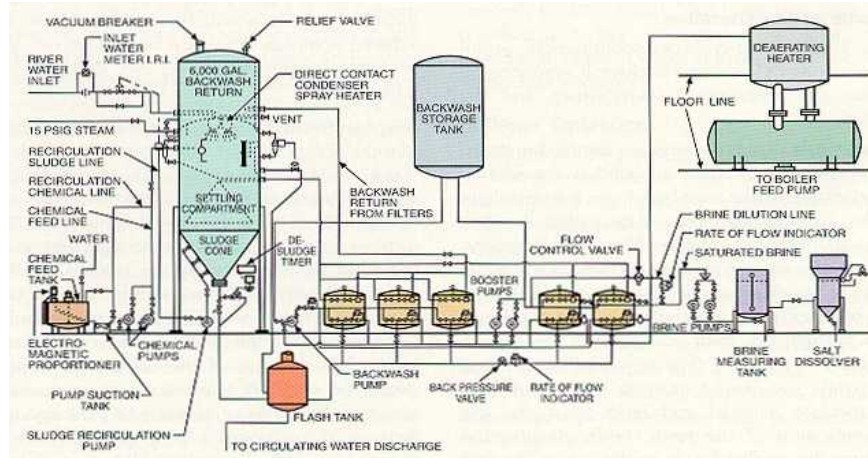 VACUUM BREAKER
RELIEF VALVE
INLET
WATER
METER I.R.I.
RIVER
WATER
INLET
6,000 GAL.
BACKWASH
RETURN
DIRECT CONTACT
CONDENSER
SPRAY HEATER
VENT
15 PSIG STEAM
RECIRCULATION
SLUDGE LINE
RECIRCULATION
CHEMICAL LINE
CHEMICAL
FEED LINE
WATER
CHEMICAL
FEED
TANK
SETTLING
COMPARTMENT
SLUDGE
CONE
DE-
SLUDGE
TIMER
BACKWASH
RETURN
FROM FILTERS
BACKWASH
STORAGE
TANK
DEAERATING
HEATER
FLOOR LINE
TO BOILER
FEED PUMP
BRINE DILUTION LINE
RATE OF FLOW
INDICATOR
SATURATED BRINE
FLOW
CONTROL VALVE
BOOSTER
PUMPS
BRINE PUMPS
BRINE
MEASURING
TANK
SALT
DISSOLVER
ELECTRO-
MAGNETIC
PROPORTIONER
CHEMICAL
PUMPS
PUMP SUCTION
TANK
SLUDGE RECIRCULATION
PUMP
BACKWASH
PUMP
FLASH TANK
BACK PRESSURE
VALVE
RATE OF FLOW
INDICATOR
TO CIRCULATING WATER DISCHARGE